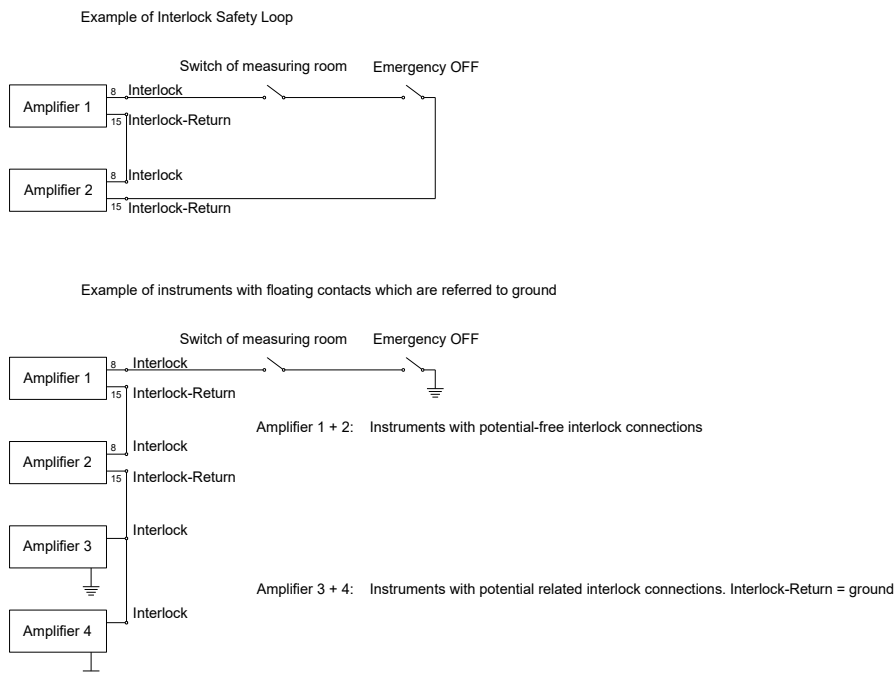 Example of Interlock Safety Loop
Switch of measuring room Emergency OFF
8 Interlock
Amplifier 1
15 Interlock-Return
8 Interlock
Amplifier 2
15 Interlock-Return
Example of instruments with floating contacts which are referred to ground
Switch of measuring room Emergency OFF
8 Interlock
Amplifier 1
15 Interlock-Return
Amplifier 1 + 2: Instruments with potential-free interlock connections
8 Interlock
Amplifier 2
15 Interlock-Return
Interlock
Amplifier 3
Amplifier 3 + 4: Instruments with potential related interlock connections. Interlock-Return = ground
Interlock
Amplifier 4